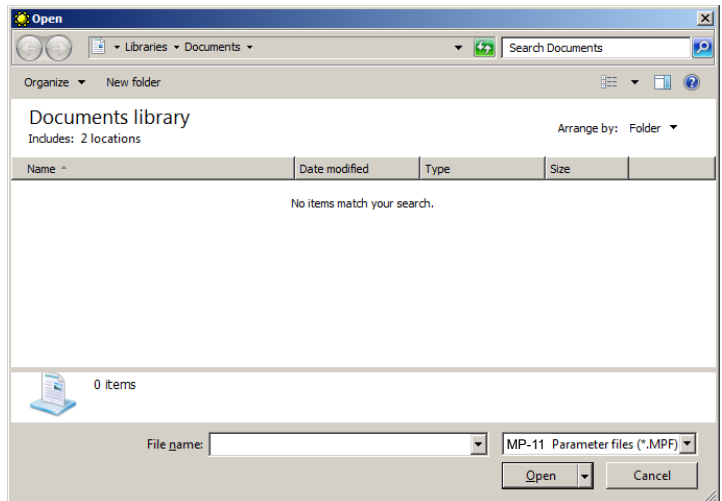 Open
Libraries Documents Search Documents
Organize New folder
Documents library
Includes: 2 locations
Arrange by: Folder
Name Date modified Type Size
No items match your search.
0 items
File name: MP-11 Parameter files (*.MPF)
Open Cancel